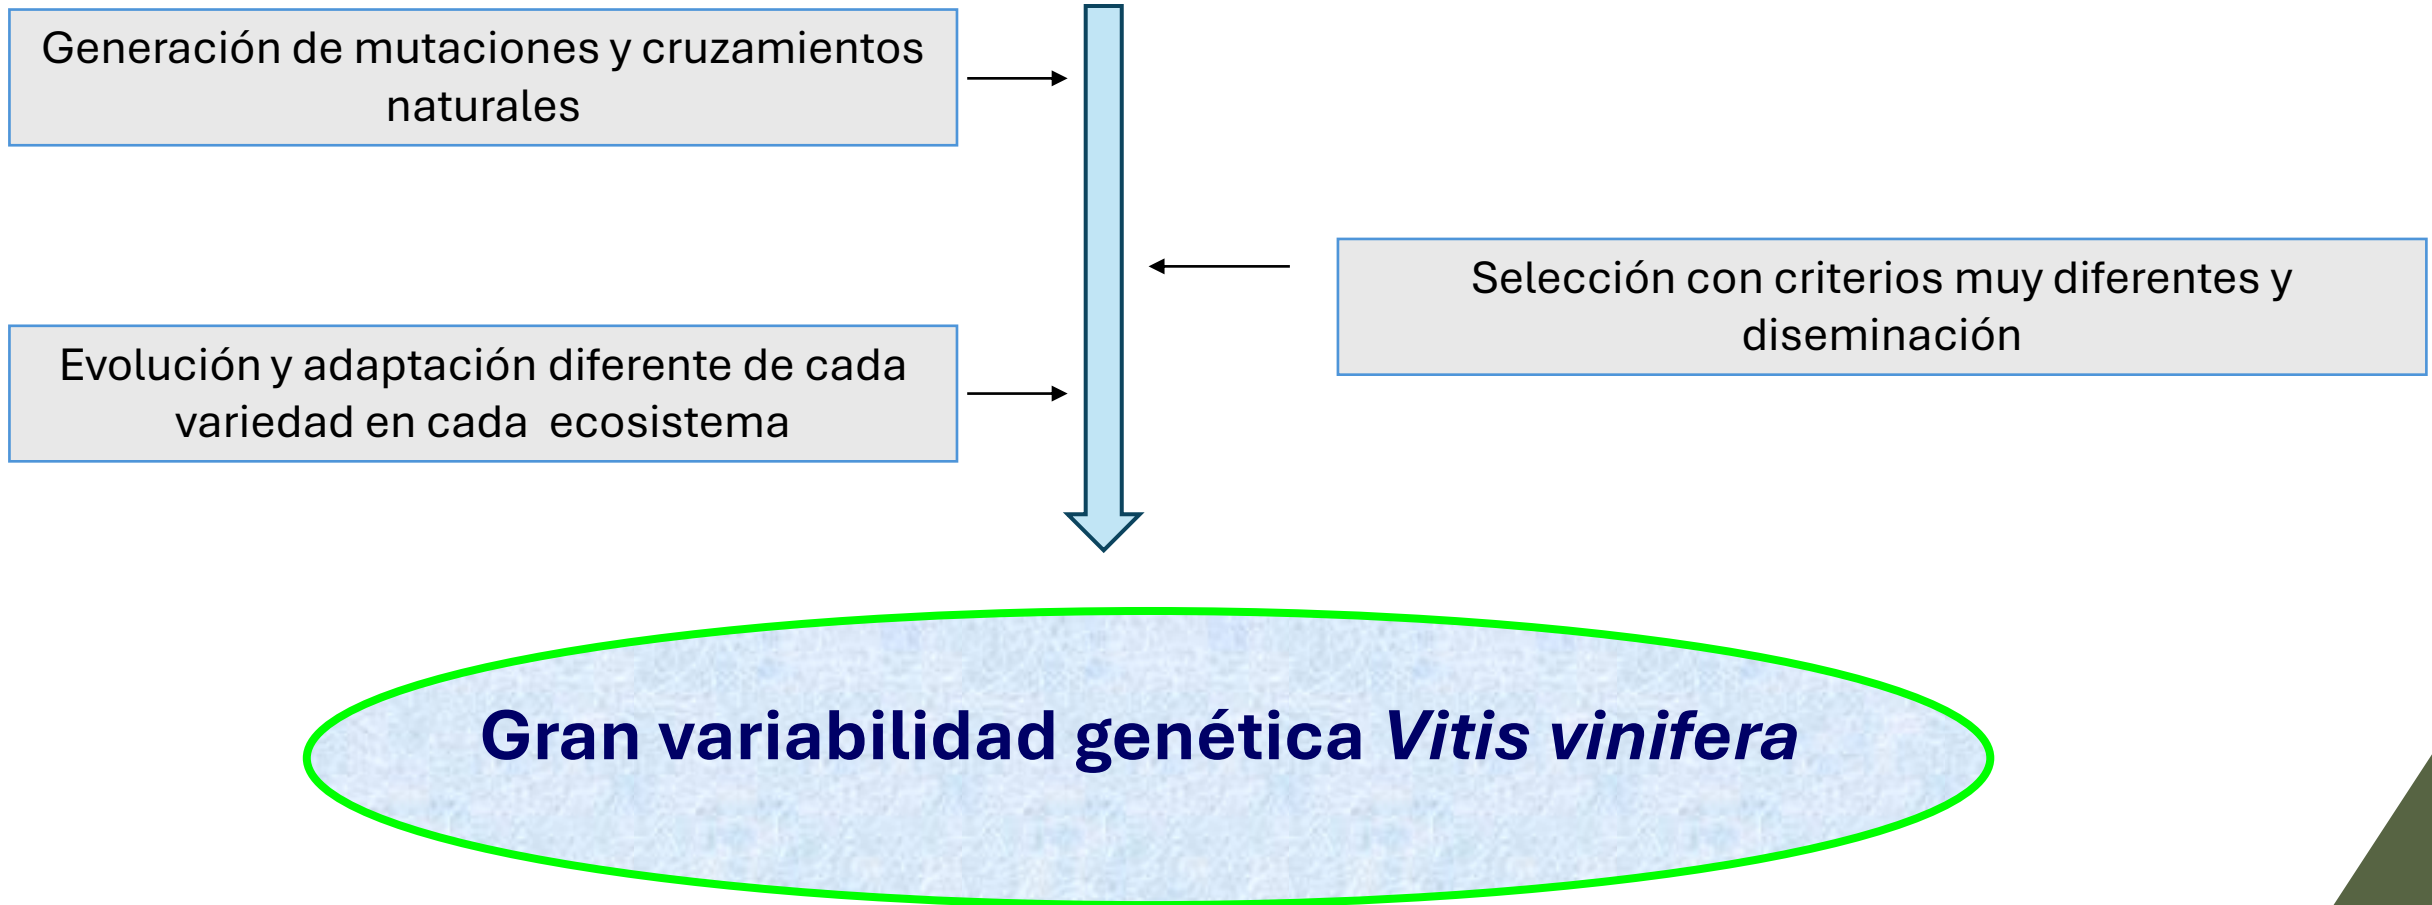 Generación de mutaciones y cruzamientos
naturales
Selección con criterios muy diferentes y
diseminación
Evolución y adaptación diferente de cada
variedad en cada  ecosistema
Gran variabilidad genética Vitis vinifera